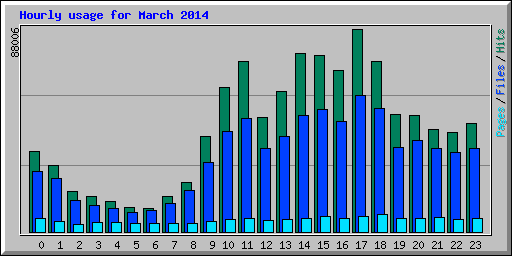 Hourly usage for March 2014
88006
Pages/Files/Hits
0 1 2 3 4 5 6 7 8 9 10 11 12 13 14 15 16 17 18 19 20 21 22 23